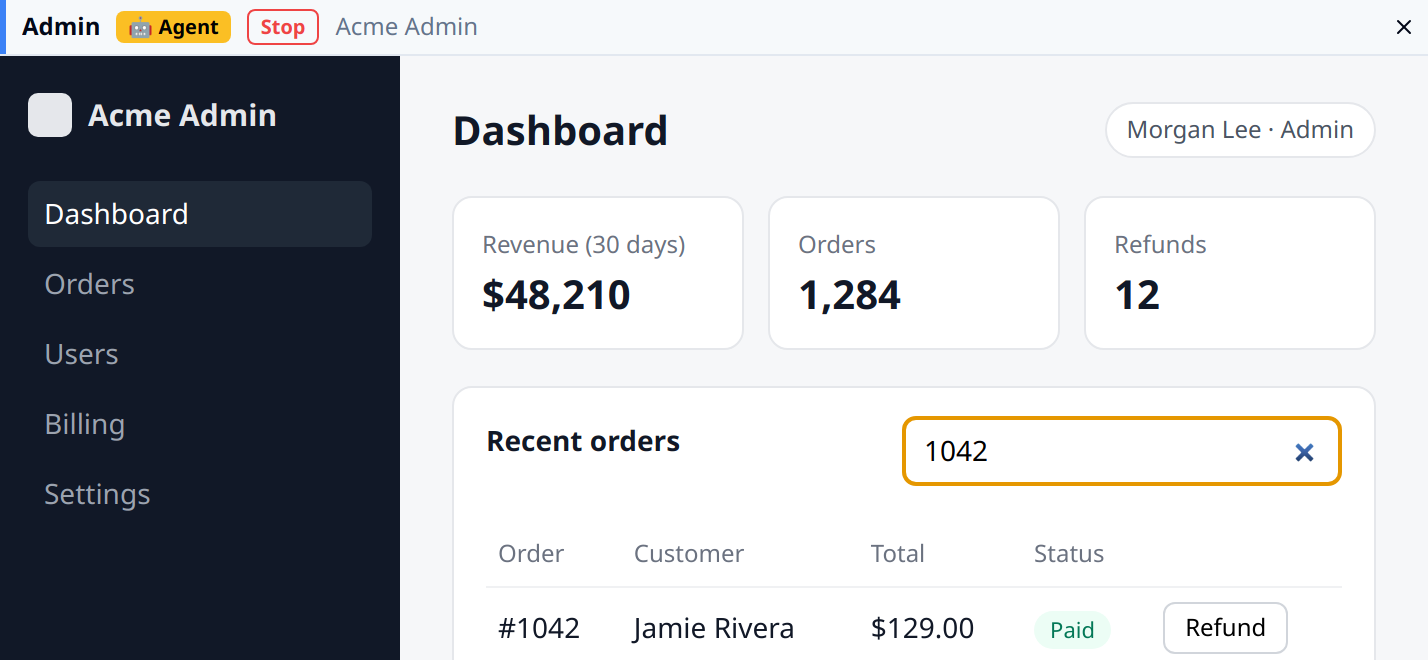 Admin 🤖 Agent Stop Acme Admin
Acme Admin
Dashboard
Orders
Users
Billing
Settings
Dashboard
Morgan Lee · Admin
Revenue (30 days)
$48,210
Orders
1,284
Refunds
12
Recent orders
1042
Order Customer Total Status
#1042 Jamie Rivera $129.00 Paid Refund